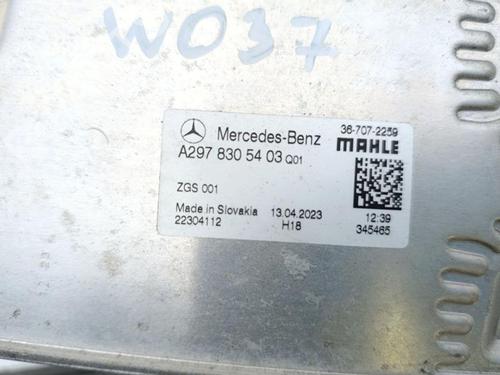 W037
Mercedes-Benz
36-707-2259
MAHLE
A297 830 54 03 Q01
ZGS 001
Made in Slovakia 13.04.2023 12:39
22304112 H18 345465